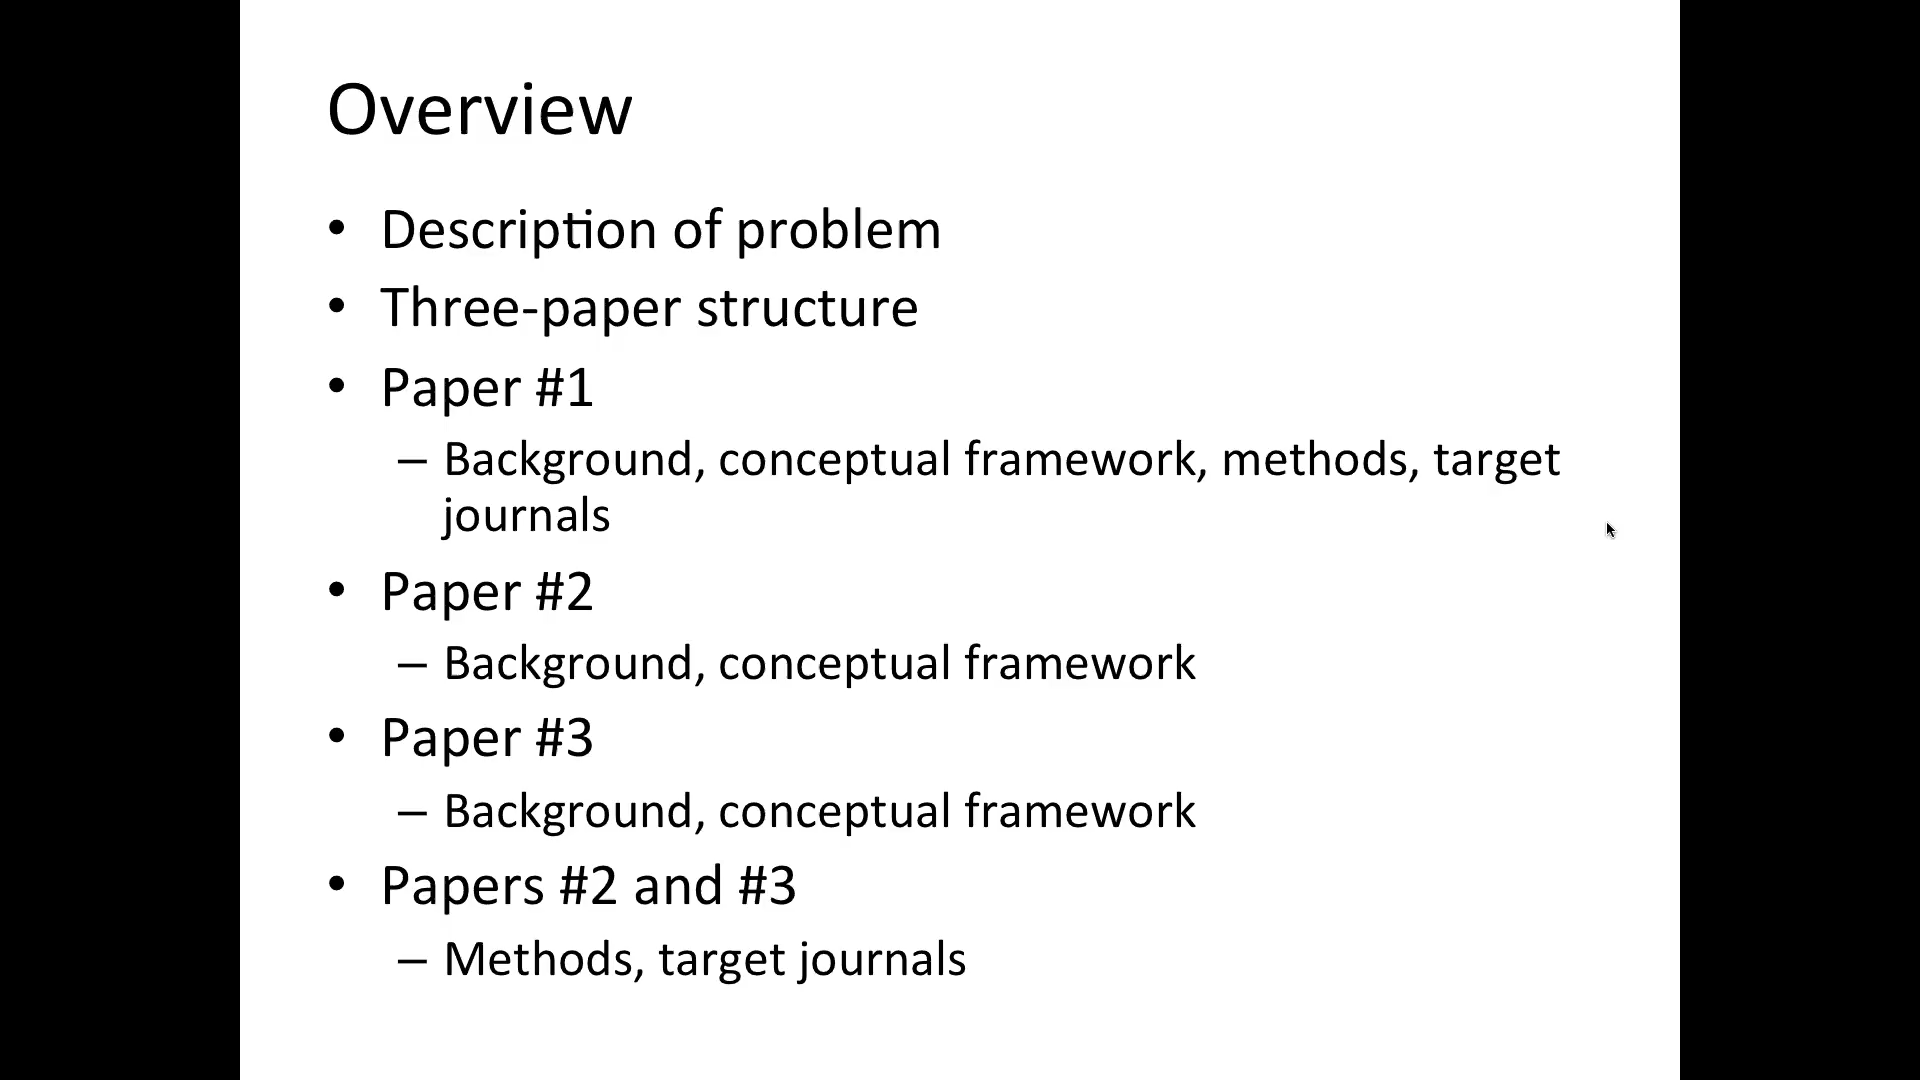 Overview
• Description of problem
• Three-paper structure
• Paper #1
– Background, conceptual framework, methods, target
journals
• Paper #2
– Background, conceptual framework
• Paper #3
– Background, conceptual framework
• Papers #2 and #3
– Methods, target journals